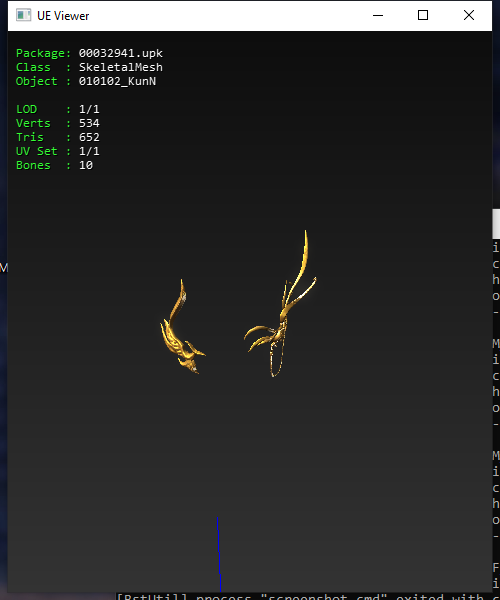 UE Viewer
Package: 00032941.upk
Class : SkeletalMesh
Object : 010102_KunN
LOD : 1/1
Verts : 534
Tris : 652
UV Set : 1/1
Bones : 10
M
i
c
h
o
-
M
i
c
h
o
-
M
i
c
h
o
-
F
i
[BstUtil] process "screenshot.cmd" exited with c